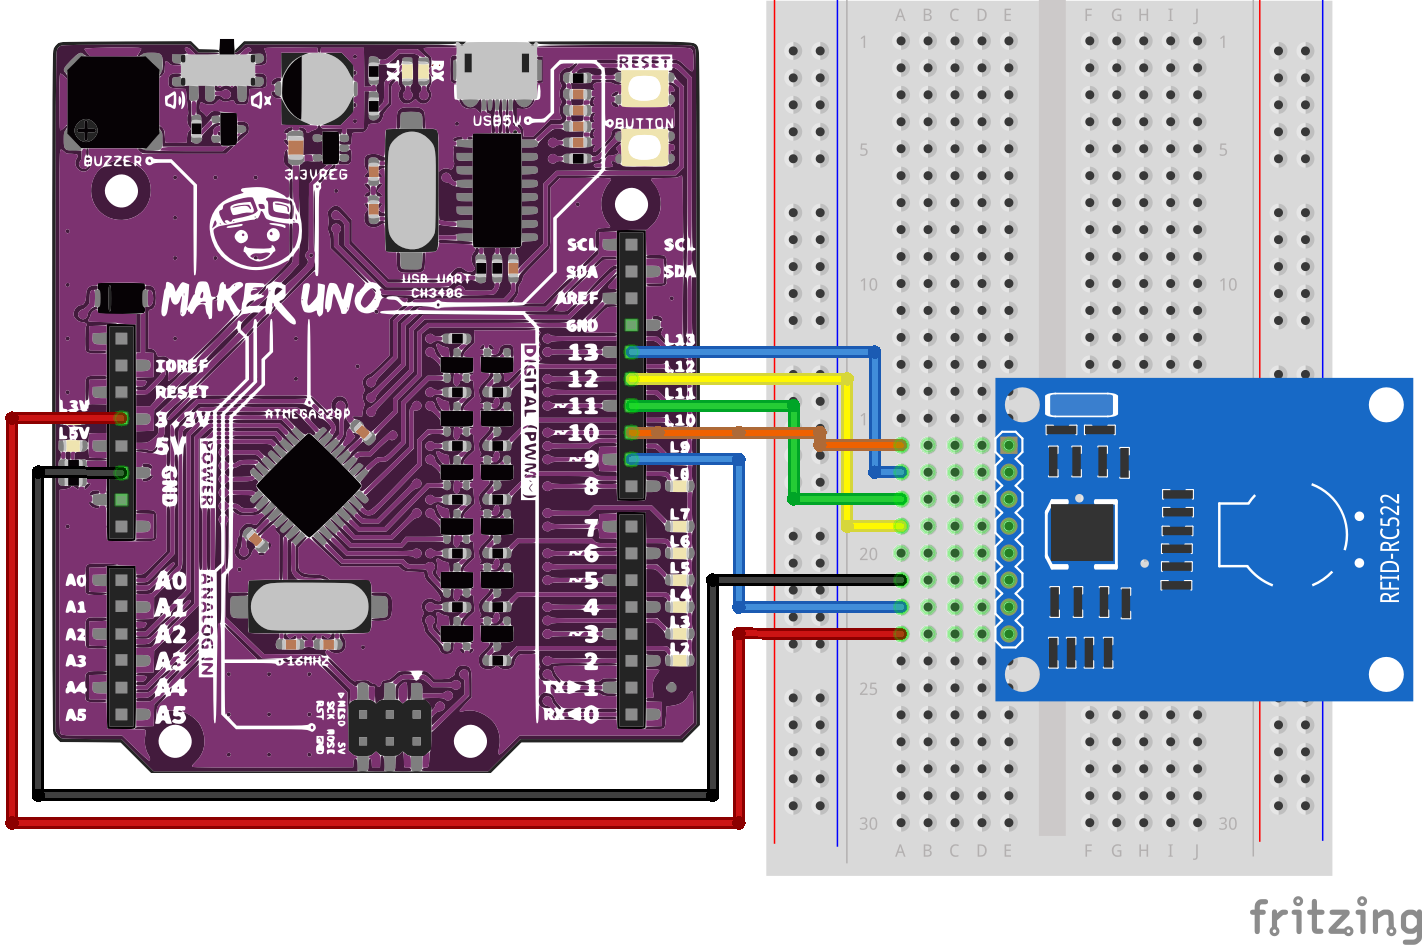 BUZZER
3.3VREG
TX
RX
USB5V
RESET
BUTTON
MAKER UNO
USB UART
CH340G
SCL
SCL
SDA
SDA
AREF
GND
13
L13
12
L12
~11
L11
~10
L10
~9
L9
8
L8
7
L7
~6
L6
~5
L5
4
L4
~3
L3
2
L2
TX▶1
RX◀0
DIGITAL (PWM~)
IOREF
RESET
L3V
3.3V
L5V
5V
GND
POWER
ATMEGA328P
A0
A0
A1
A1
A2
A2
A3
A3
A4
A4
A5
A5
ANALOG IN
16MHZ
MISO
SCK
RST
5V
MOSI
GND
A B C D E F G H I J
1 1
5 5
10 10
1
20
25
30 30
A B C D E F G H I J
RFID-RC522
fritzing